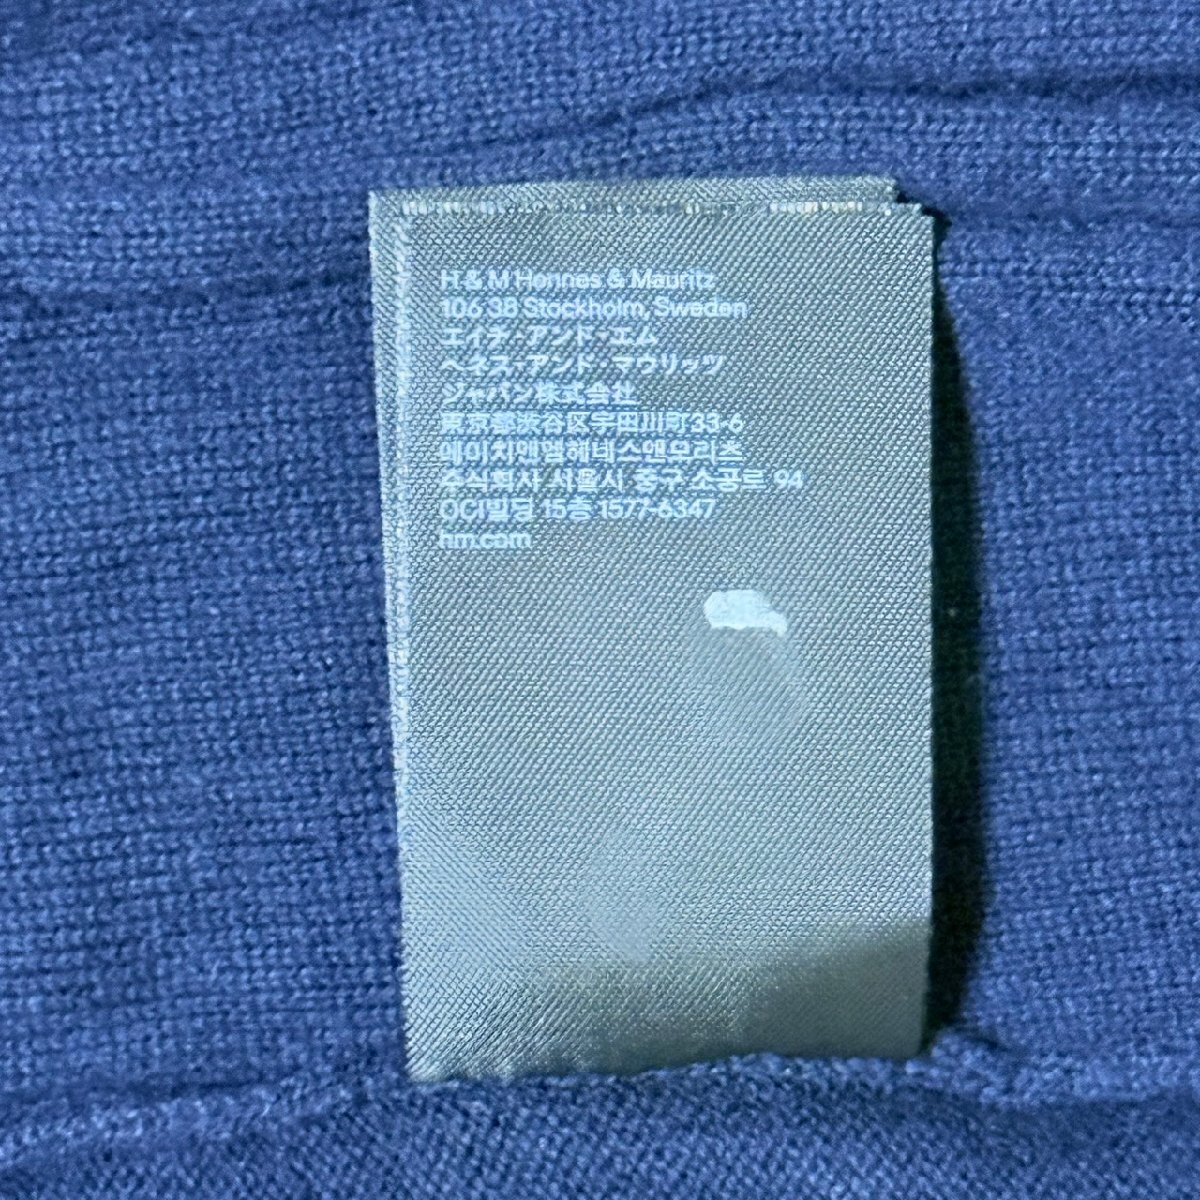 H & M Hennes & Mauritz
106 38 Stockholm, Sweden
エイチ・アンド・エム
ヘネス・アンド・マウリッツ
ジャパン株式会社
東京都渋谷区宇田川町33-6
에이치앤엠헤네스앤모리츠
주식회사 서울시 중구 소공로 94
OCI빌딩 15층 1577-6347
hm.com